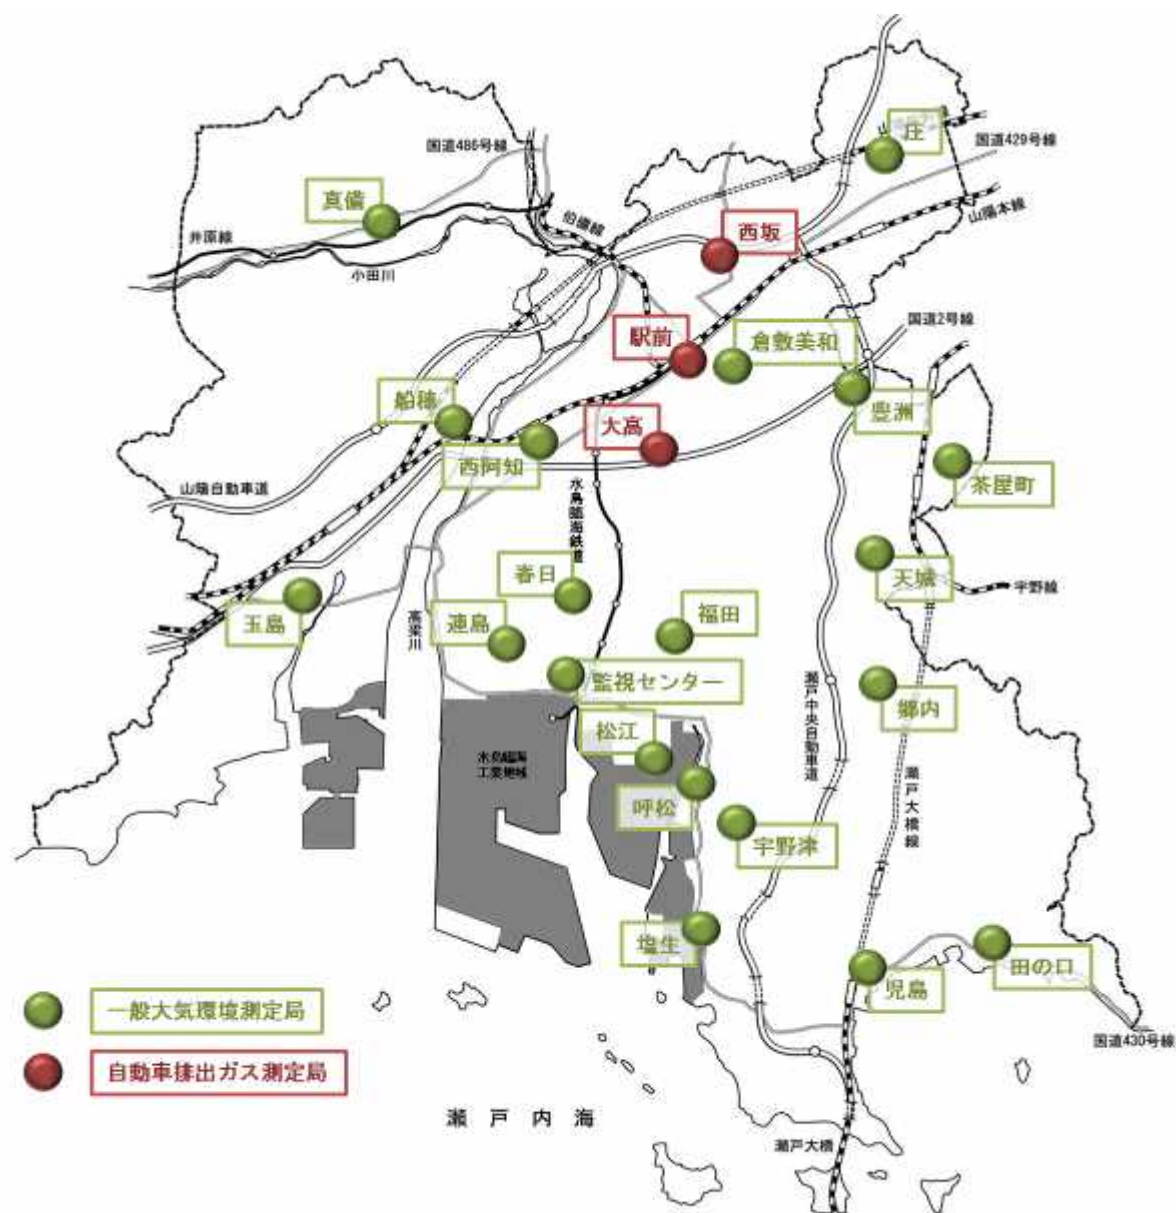 庄
国道486号線
国道429号線
真備
山陽本線
伯備線
西坂
井原線
小田川
国道2号線
駅前
倉敷美和
船穂
豊洲
大高
西阿知
山陽自動車道
茶屋町
水島臨海鉄道
春日
天城
宇野線
玉島
連島
高梁川
福田
監視センター
瀬戸中央自動車道
郷内
松江
水島臨海
工業地域
呼松
瀬戸大橋線
宇野津
塩生
田の口
児島
一般大気環境測定局
国道430号線
自動車排出ガス測定局
瀬戸内海
瀬戸大橋